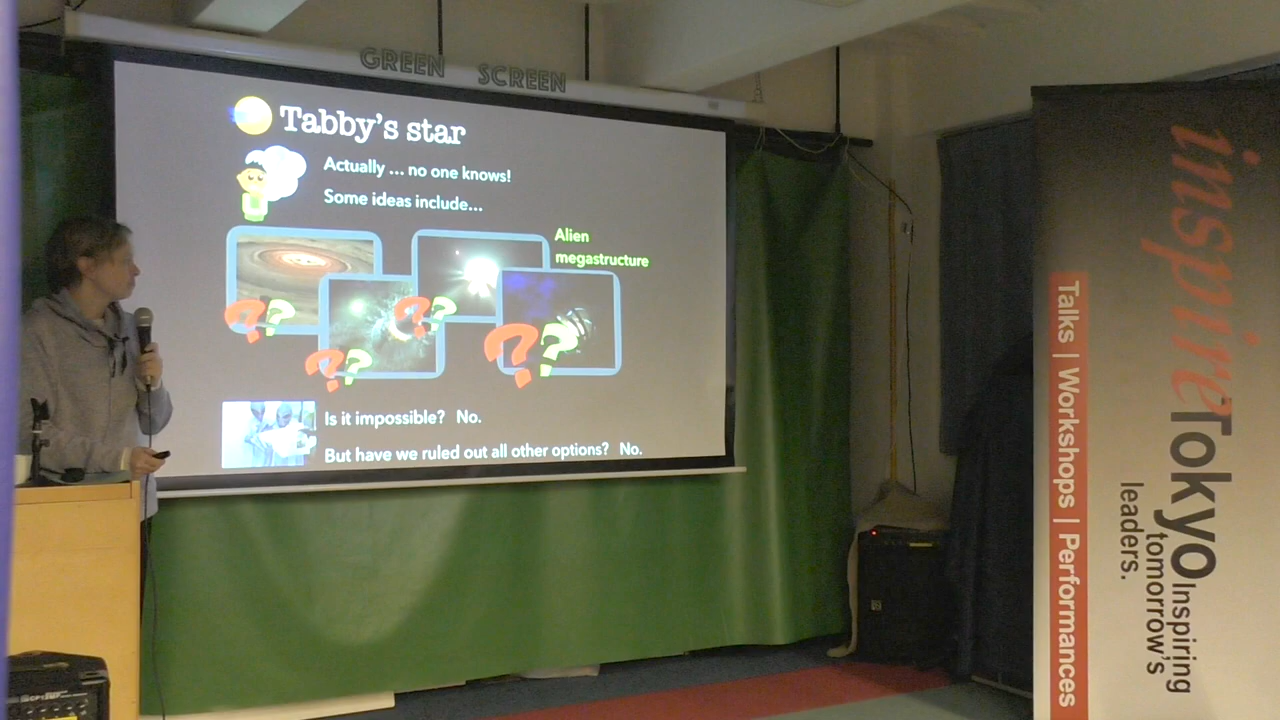 GREEN SCREEN
Tabby's star
Actually ... no one knows!
Some ideas include...
Alien
megastructure
? ?
? ?
? ?
? ?
Is it impossible? No.
But have we ruled out all other options? No.
inspireTokyo
Inspiring
tomorrow's
leaders.
Talks | Workshops | Performances